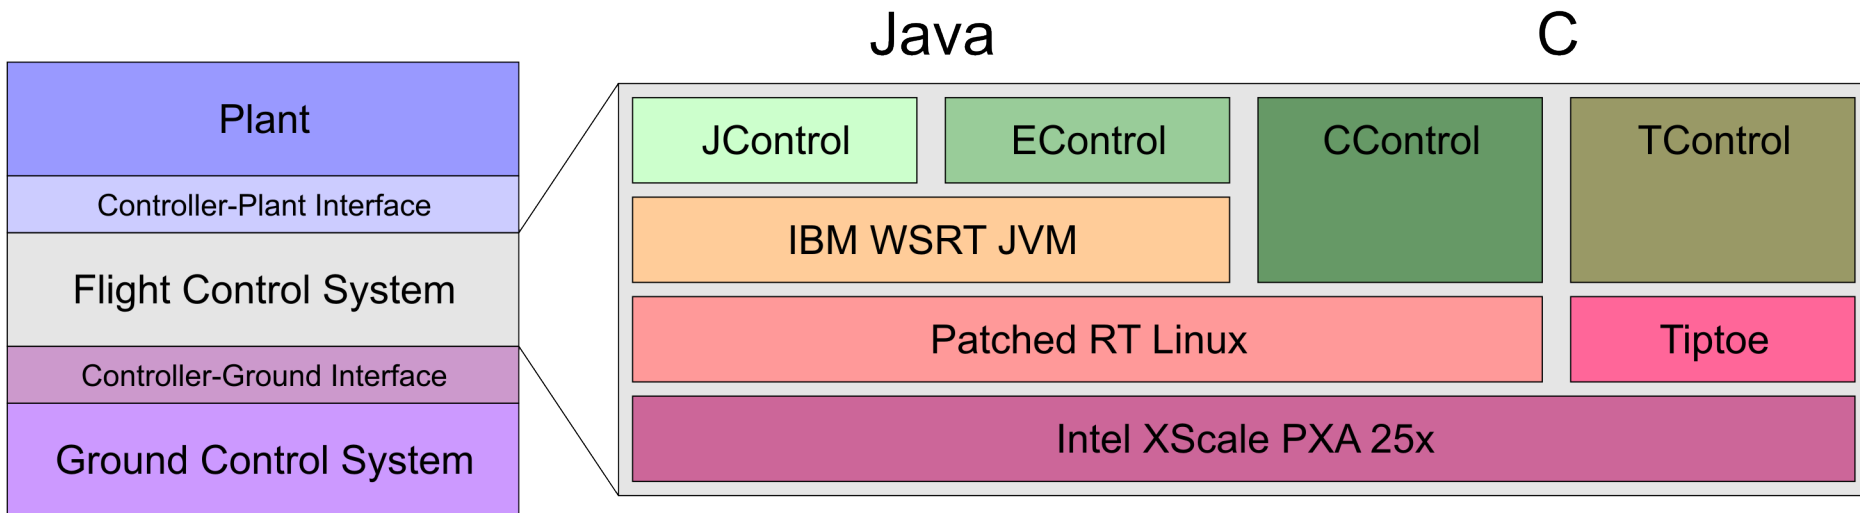 Java
C
Plant
Controller-Plant Interface
Flight Control System
Controller-Ground Interface
Ground Control System
JControl
EControl
CControl
TControl
IBM WSRT JVM
Patched RT Linux
Tiptoe
Intel XScale PXA 25x